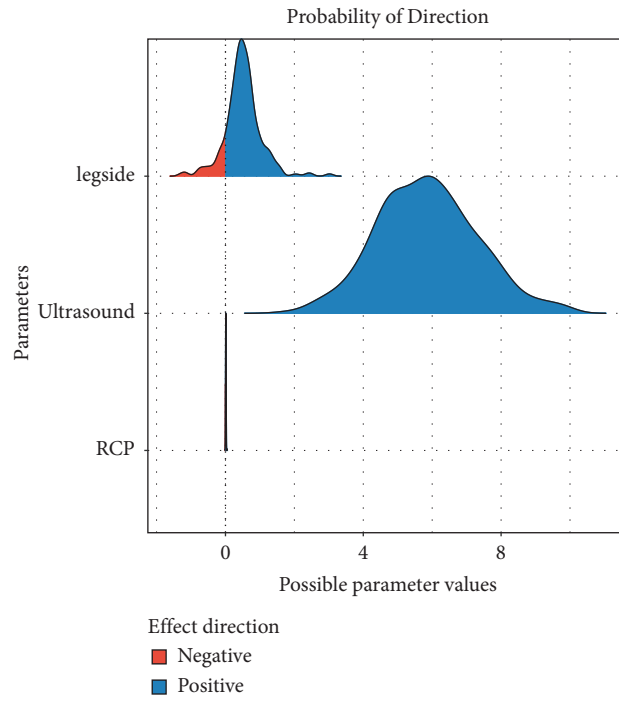 Probability of Direction
Parameters
legside
Ultrasound
RCP
0 4 8
Possible parameter values
Effect direction
Negative
Positive